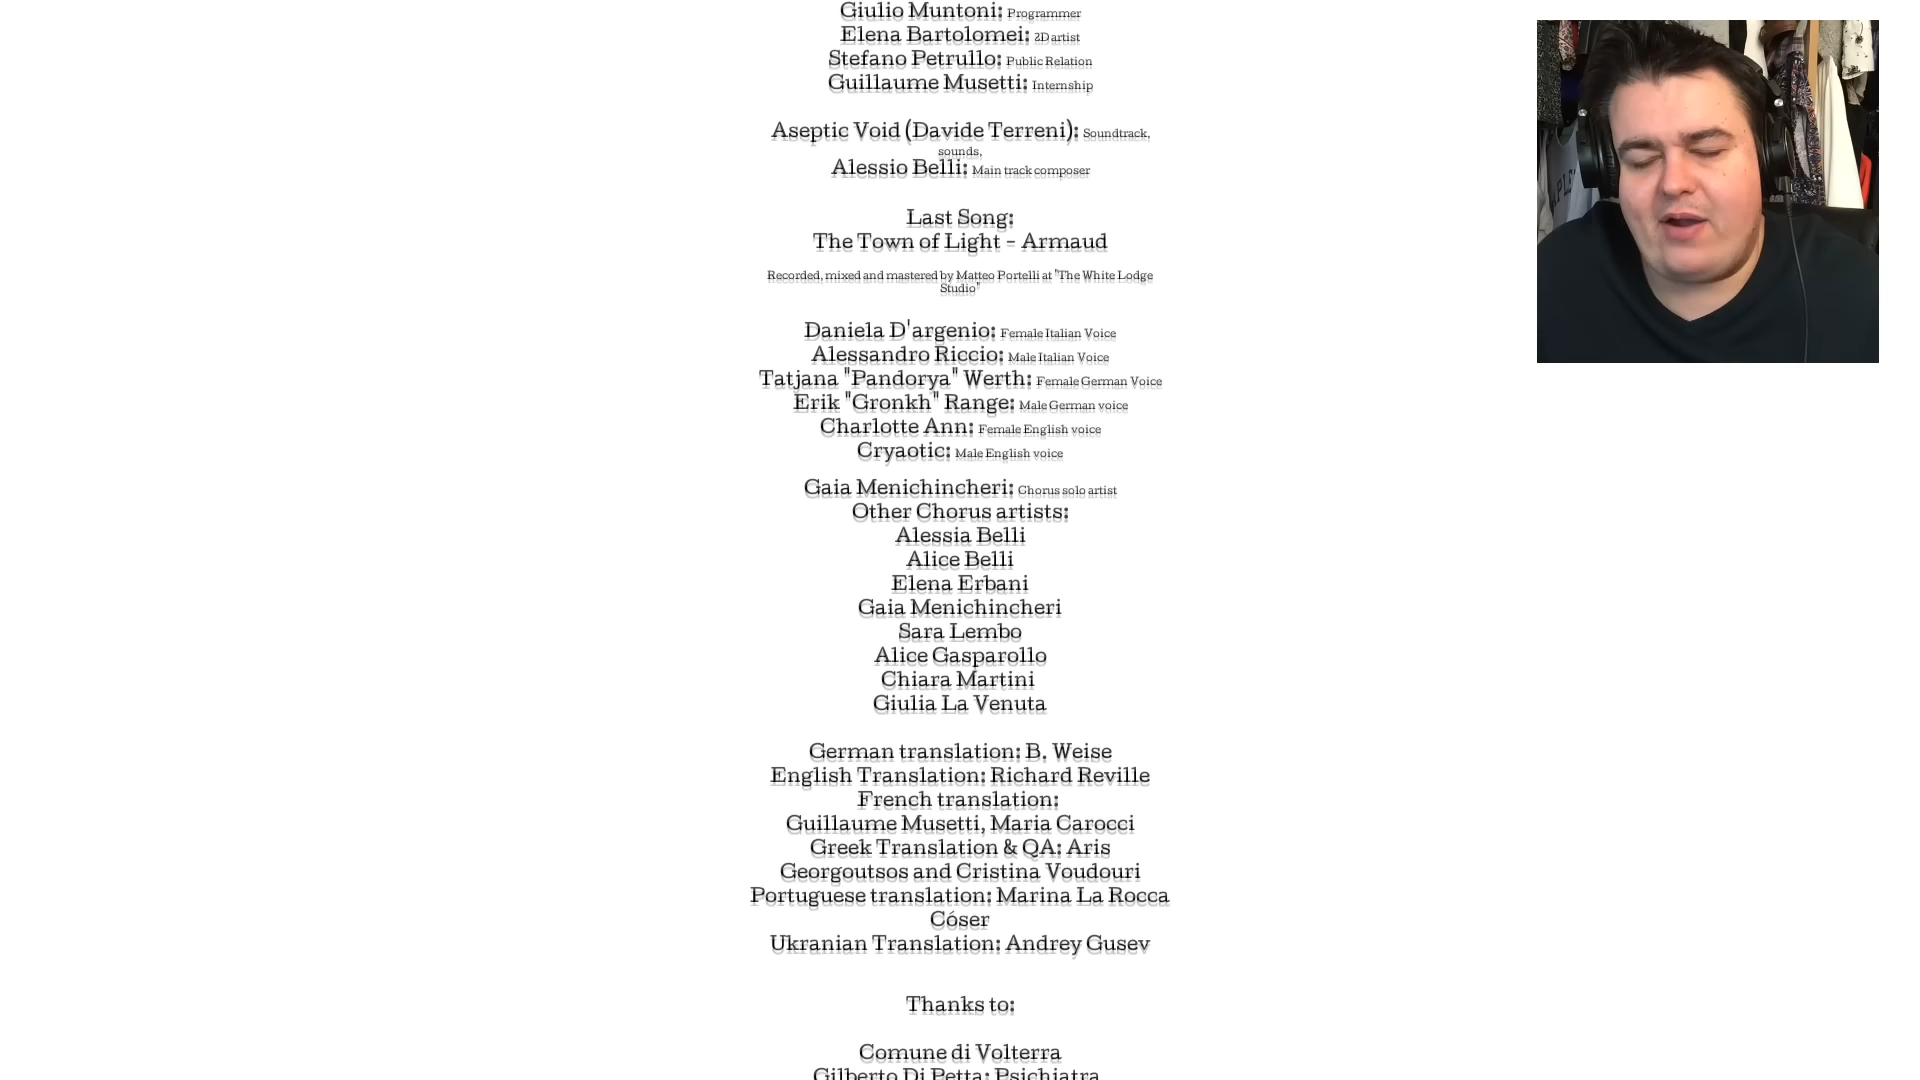 Giulio Muntoni: Programmer
Elena Bartolomei: 2D artist
Stefano Petrullo: Public Relation
Guillaume Musetti: Internship
Aseptic Void (Davide Terreni): Soundtrack,
sounds,
Alessio Belli: Main track composer
Last Song:
The Town of Light - Armaud
Recorded, mixed and mastered by Matteo Portelli at "The White Lodge
Studio"
Daniela D'argenio: Female Italian Voice
Alessandro Riccio: Male Italian Voice
Tatjana "Pandorya" Werth: Female German Voice
Erik "Gronkh" Range: Male German voice
Charlotte Ann: Female English voice
Cryaotic: Male English voice
Gaia Menichincheri: Chorus solo artist
Other Chorus artists:
Alessia Belli
Alice Belli
Elena Erbani
Gaia Menichincheri
Sara Lembo
Alice Gasparollo
Chiara Martini
Giulia La Venuta
German translation: B. Weise
English Translation: Richard Reville
French translation:
Guillaume Musetti, Maria Carocci
Greek Translation & QA: Aris
Georgoutsos and Cristina Voudouri
Portuguese translation: Marina La Rocca
Cóser
Ukranian Translation: Andrey Gusev
Thanks to:
Comune di Volterra
Gilberto Di Petta: Psichiatra